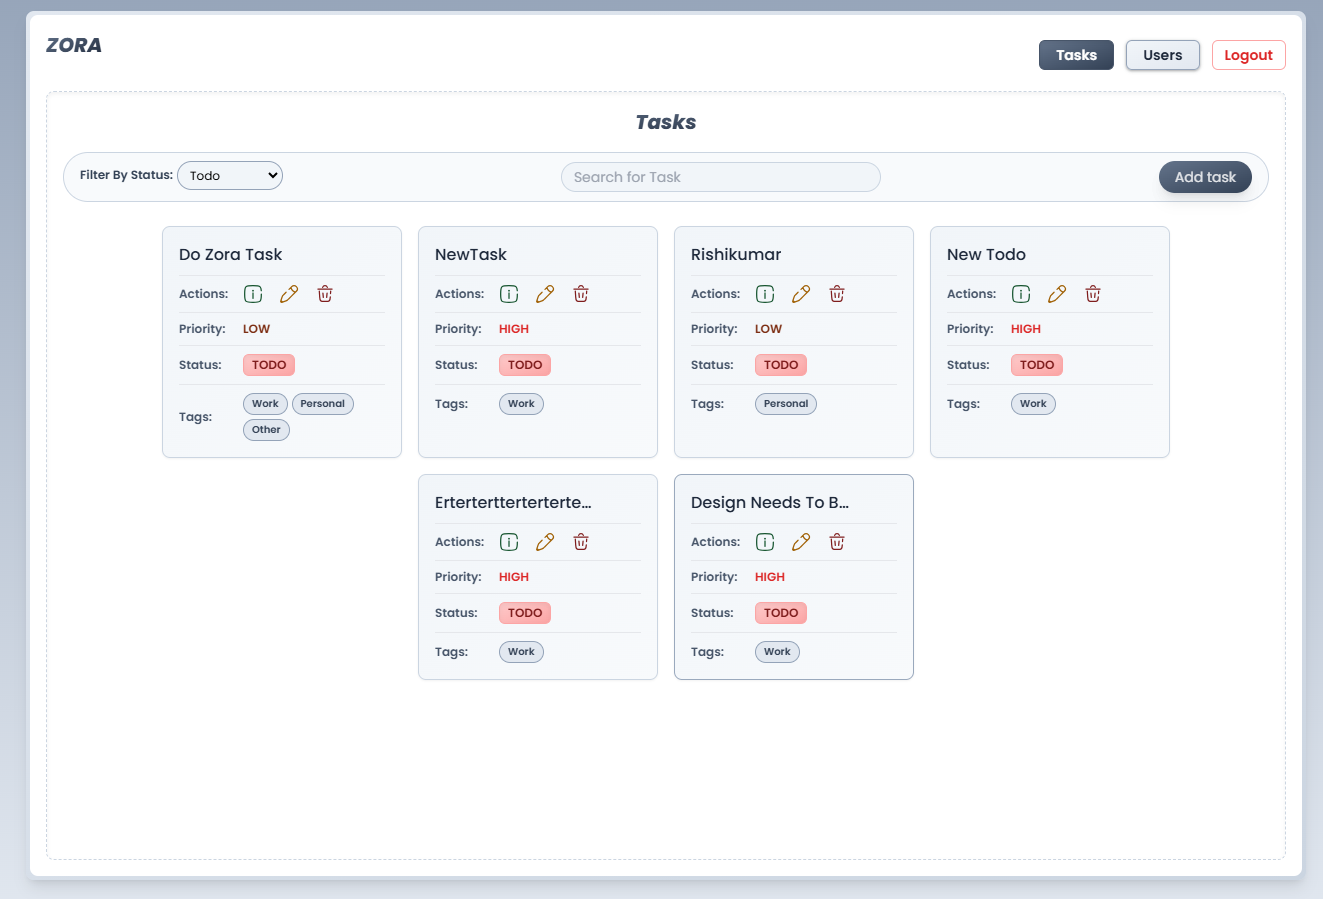 ZORA
Tasks Users Logout
Tasks
Filter By Status: Todo Search for Task Add task
Do Zora Task
Actions:
Priority: LOW
Status: TODO
Tags: Work Personal
Other
NewTask
Actions:
Priority: HIGH
Status: TODO
Tags: Work
Rishikumar
Actions:
Priority: LOW
Status: TODO
Tags: Personal
New Todo
Actions:
Priority: HIGH
Status: TODO
Tags: Work
Ertertertterterterte...
Actions:
Priority: HIGH
Status: TODO
Tags: Work
Design Needs To B...
Actions:
Priority: HIGH
Status: TODO
Tags: Work